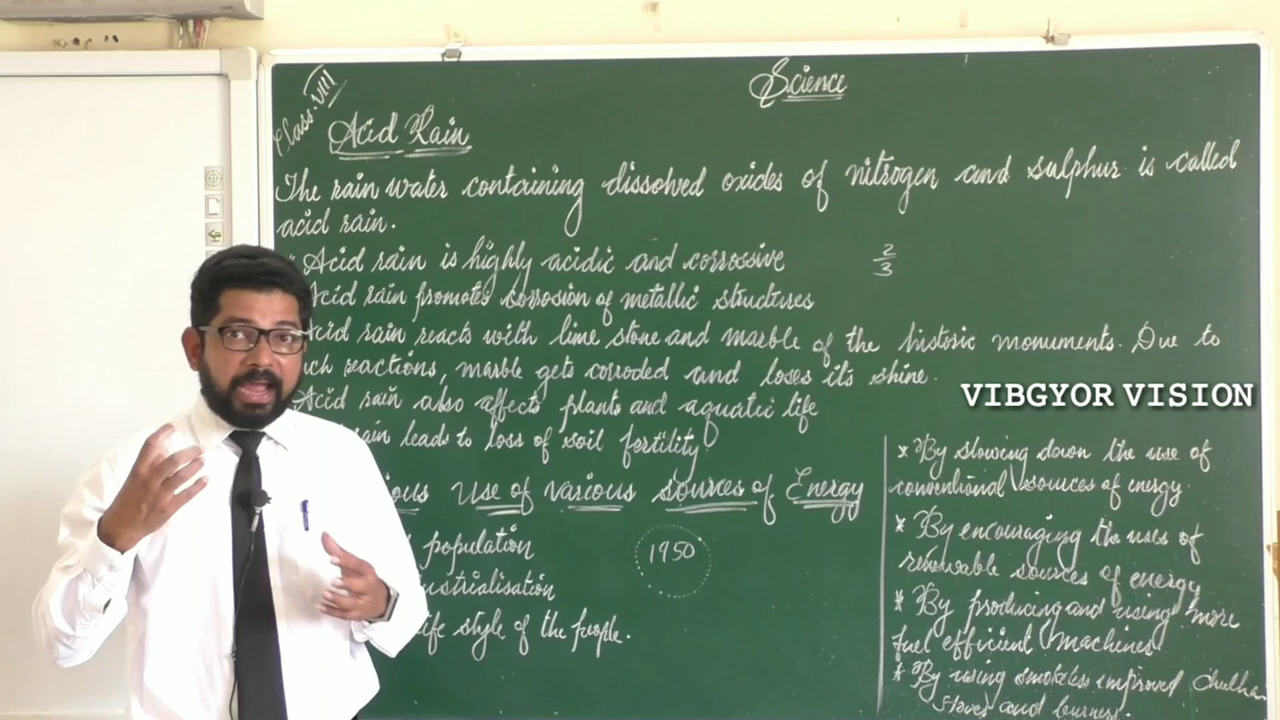 Science
Class-VIII
Acid Rain
The rain water containing dissolved oxides of nitrogen and sulphur is called
acid rain.
Acid rain is highly acidic and corrossive
2
3
Acid rain promotes corrosion of metallic structures
Acid rain reacts with lime stone and marble of the historic monuments. Due to
reactions, marble gets corroded and loses it's shine.
Acid rain also affects plants and aquatic life
rain leads to loss of soil fertility
Use of various sources of Energy
population
1950
style of the people.
VIBGYOR VISION
* By slowing down the use of
conventional sources of energy.
* By encouraging the uses of
renewable sources of energy
* By producing and using more
fuel efficient machines
* By using smokeless improved chulha
stoves and burners.